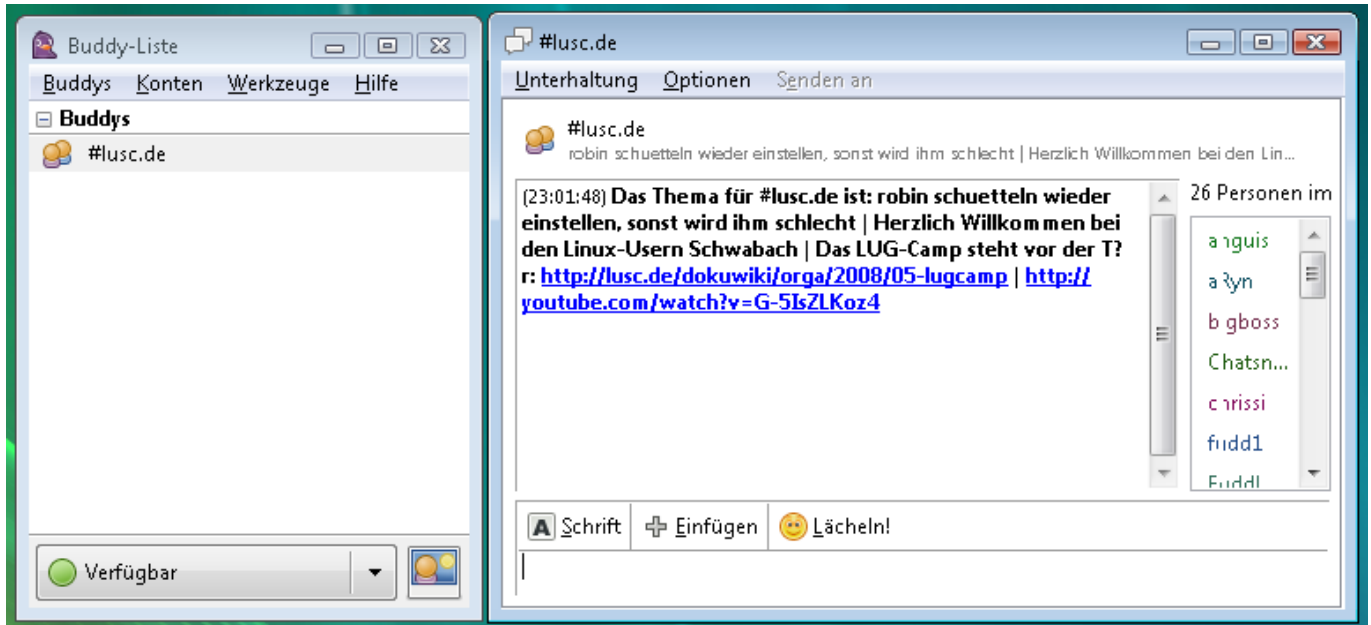 Buddy-Liste
Buddys Konten Werkzeuge Hilfe
Buddys
#lusc.de
Verfügbar
#lusc.de
Unterhaltung Optionen Senden an
#lusc.de
robin schuetteln wieder einstellen, sonst wird ihm schlecht | Herzlich Willkommen bei den Lin...
(23:01:48) Das Thema für #lusc.de ist: robin schuetteln wieder
einstellen, sonst wird ihm schlecht | Herzlich Willkommen bei
den Linux-Usern Schwabach | Das LUG-Camp steht vor der T?
r: http://lusc.de/dokuwiki/orga/2008/05-lugcamp | http://
youtube.com/watch?v=G-5IsZLKoz4
26 Personen im
anguis
aRyn
bigboss
Chatsn...
chrissi
fudd1
Schrift Einfügen Lächeln!